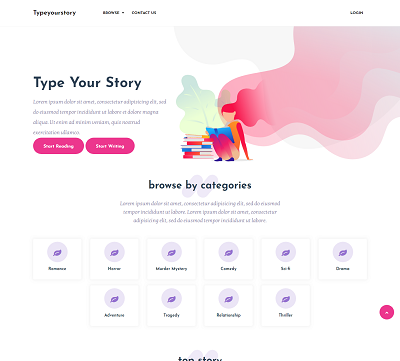 Typeyourstory
BROWSE
CONTACT US
LOGIN
Type Your Story
Lorem ipsum dolor sit amet, consectetur adipisicing elit, sed
do eiusmod tempor incididunt ut labore et dolore magna
aliqua. Ut enim ad minim veniam, quis nostrud
exercitation ullamco.
Start Reading
Start Writing
browse by categories
Lorem ipsum dolor sit amet, consectetur adipisicing elit, sed do eiusmod
tempor incididunt ut labore. Lorem ipsum dolor sit amet, consectetur
adipisicing elit, sed do eiusmod tempor incididunt ut labore.
Romance
Horror
Murder Mystery
Comedy
Sci-fi
Drama
Adventure
Tragedy
Relationship
Thriller
top story